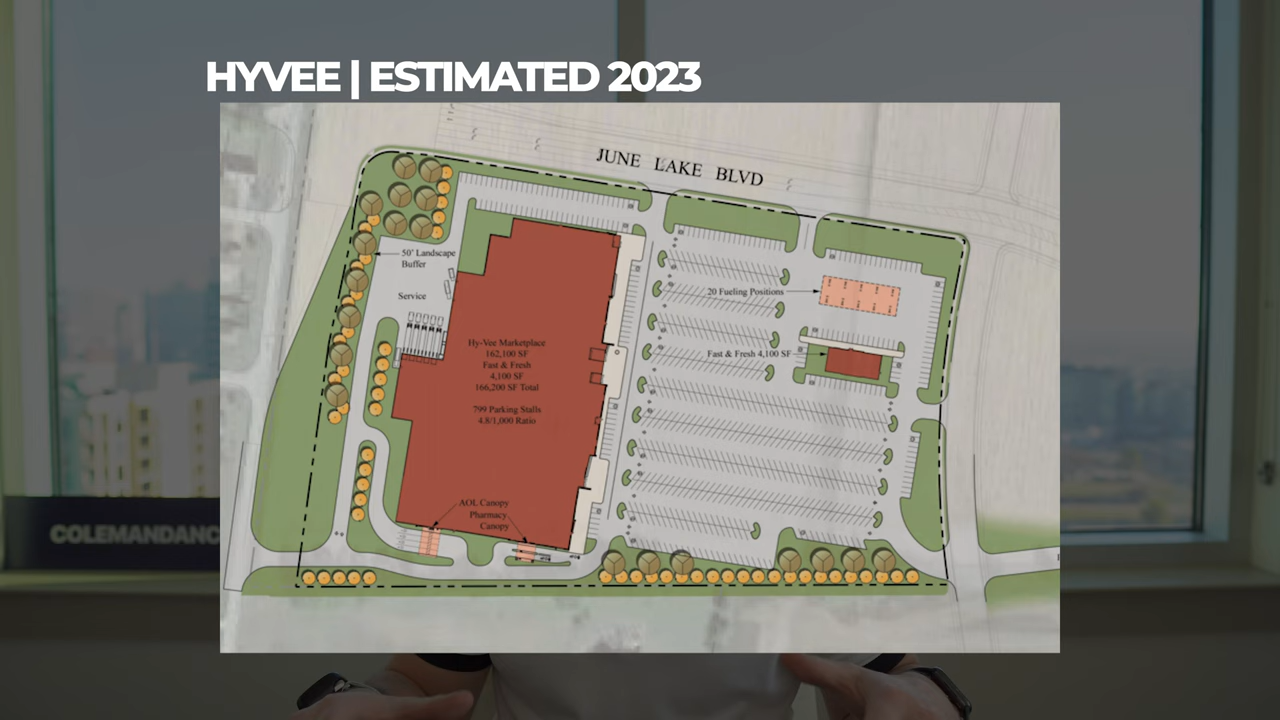 HYVEE | ESTIMATED 2023
JUNE LAKE BLVD
50' Landscape
Buffer
Service
20 Fueling Positions
Fast & Fresh 4,100 SF
Hy-Vee Marketplace
162,100 SF
Fast & Fresh
4,100 SF
166,200 SF Total
799 Parking Stalls
4.8/1,000 Ratio
AOL Canopy
Pharmacy
Canopy
COLEMANDANC